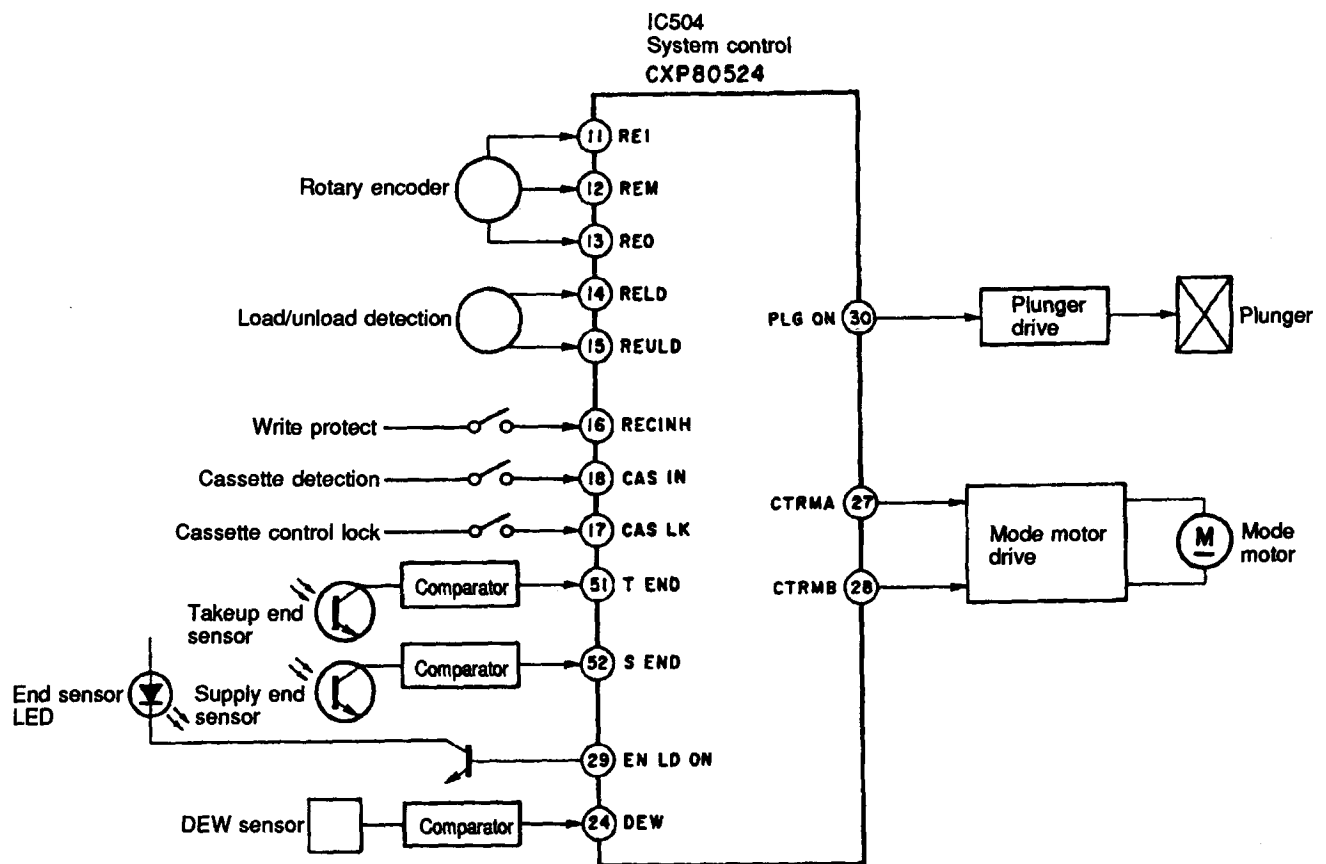 IC504
System control
CXP80524
Rotary encoder
11 REI
12 REM
13 REO
Load/unload detection
14 RELD
15 REULD
PLG ON 30
Plunger
drive
Plunger
Write protect
16 RECINH
Cassette detection
18 CAS IN
Cassette control lock
17 CAS LK
CTRMA 27
CTRMB 28
Mode motor
drive
M
Mode
motor
Takeup end
sensor
Comparator
51 T END
End sensor
LED
Supply end
sensor
Comparator
52 S END
29 EN LD ON
DEW sensor
Comparator
24 DEW